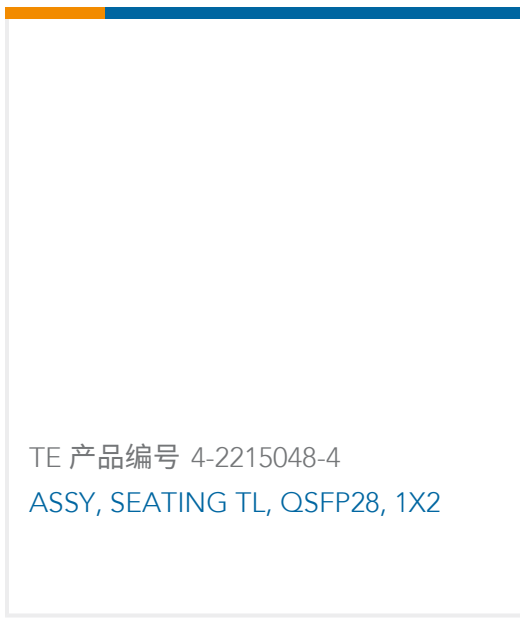 TE 产品编号 4-2215048-4
ASSY, SEATING TL, QSFP28, 1X2